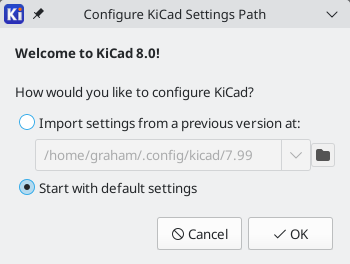 Ki
Configure KiCad Settings Path
Welcome to KiCad 8.0!
How would you like to configure KiCad?
Import settings from a previous version at:
/home/graham/.config/kicad/7.99
Start with default settings
Cancel
OK